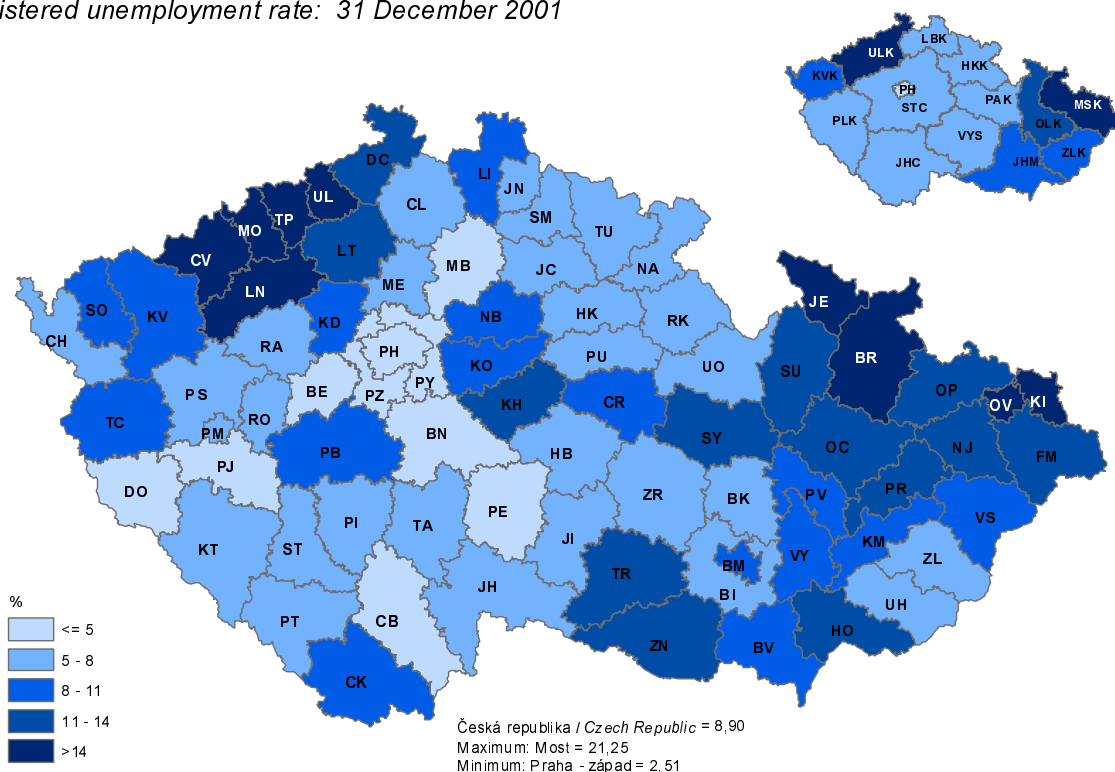 istered unemployment rate: 31 December 2001
LBK
ULK
HKK
KVK
PH
STC
PAK
MSK
PLK
OLK
VYS
ZLK
JHC
JHM
DC
LI
JN
UL
CL
TP
SM
MO
TU
LT
CV
MB
JC
NA
ME
LN
JE
SO
KV
KD
NB
HK
RK
CH
RA
PH
PU
BR
KO
UO
SU
PY
BE
PZ
PS
OP
KH
CR
OV
KI
RO
TC
PM
BN
SY
OC
NJ
PB
HB
FM
PJ
DO
PR
ZR
PV
BK
PE
VS
PI
TA
JI
KM
KT
ST
VY
ZL
BM
TR
JH
BI
UH
PT
CB
HO
ZN
BV
CK
%
<= 5
5 - 8
8 - 11
11 - 14
>14
Česká republika / Czech Republic = 8,90
Maximum: Most = 21,25
Minimum: Praha - západ = 2,51